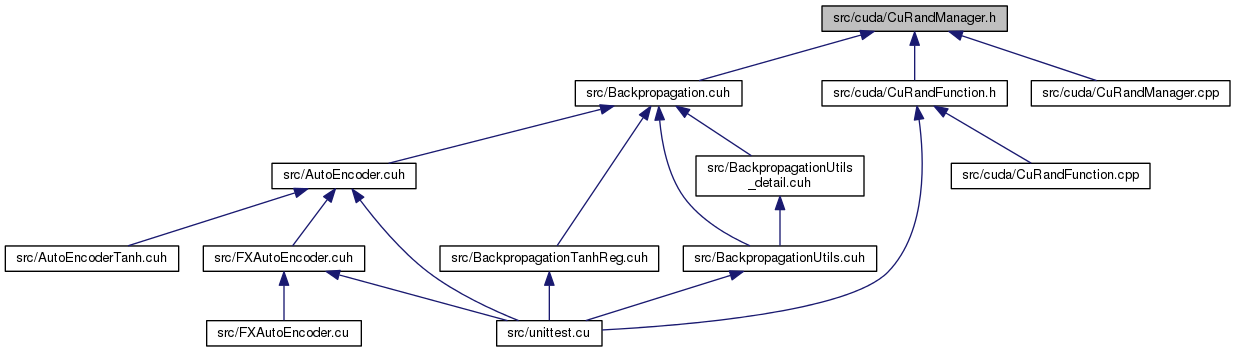 src/cuda/CuRandManager.h
src/Backpropagation.cuh
src/cuda/CuRandFunction.h
src/cuda/CuRandManager.cpp
src/AutoEncoder.cuh
src/BackpropagationUtils
_detail.cuh
src/cuda/CuRandFunction.cpp
src/AutoEncoderTanh.cuh
src/FXAutoEncoder.cuh
src/BackpropagationTanhReg.cuh
src/BackpropagationUtils.cuh
src/FXAutoEncoder.cu
src/unittest.cu